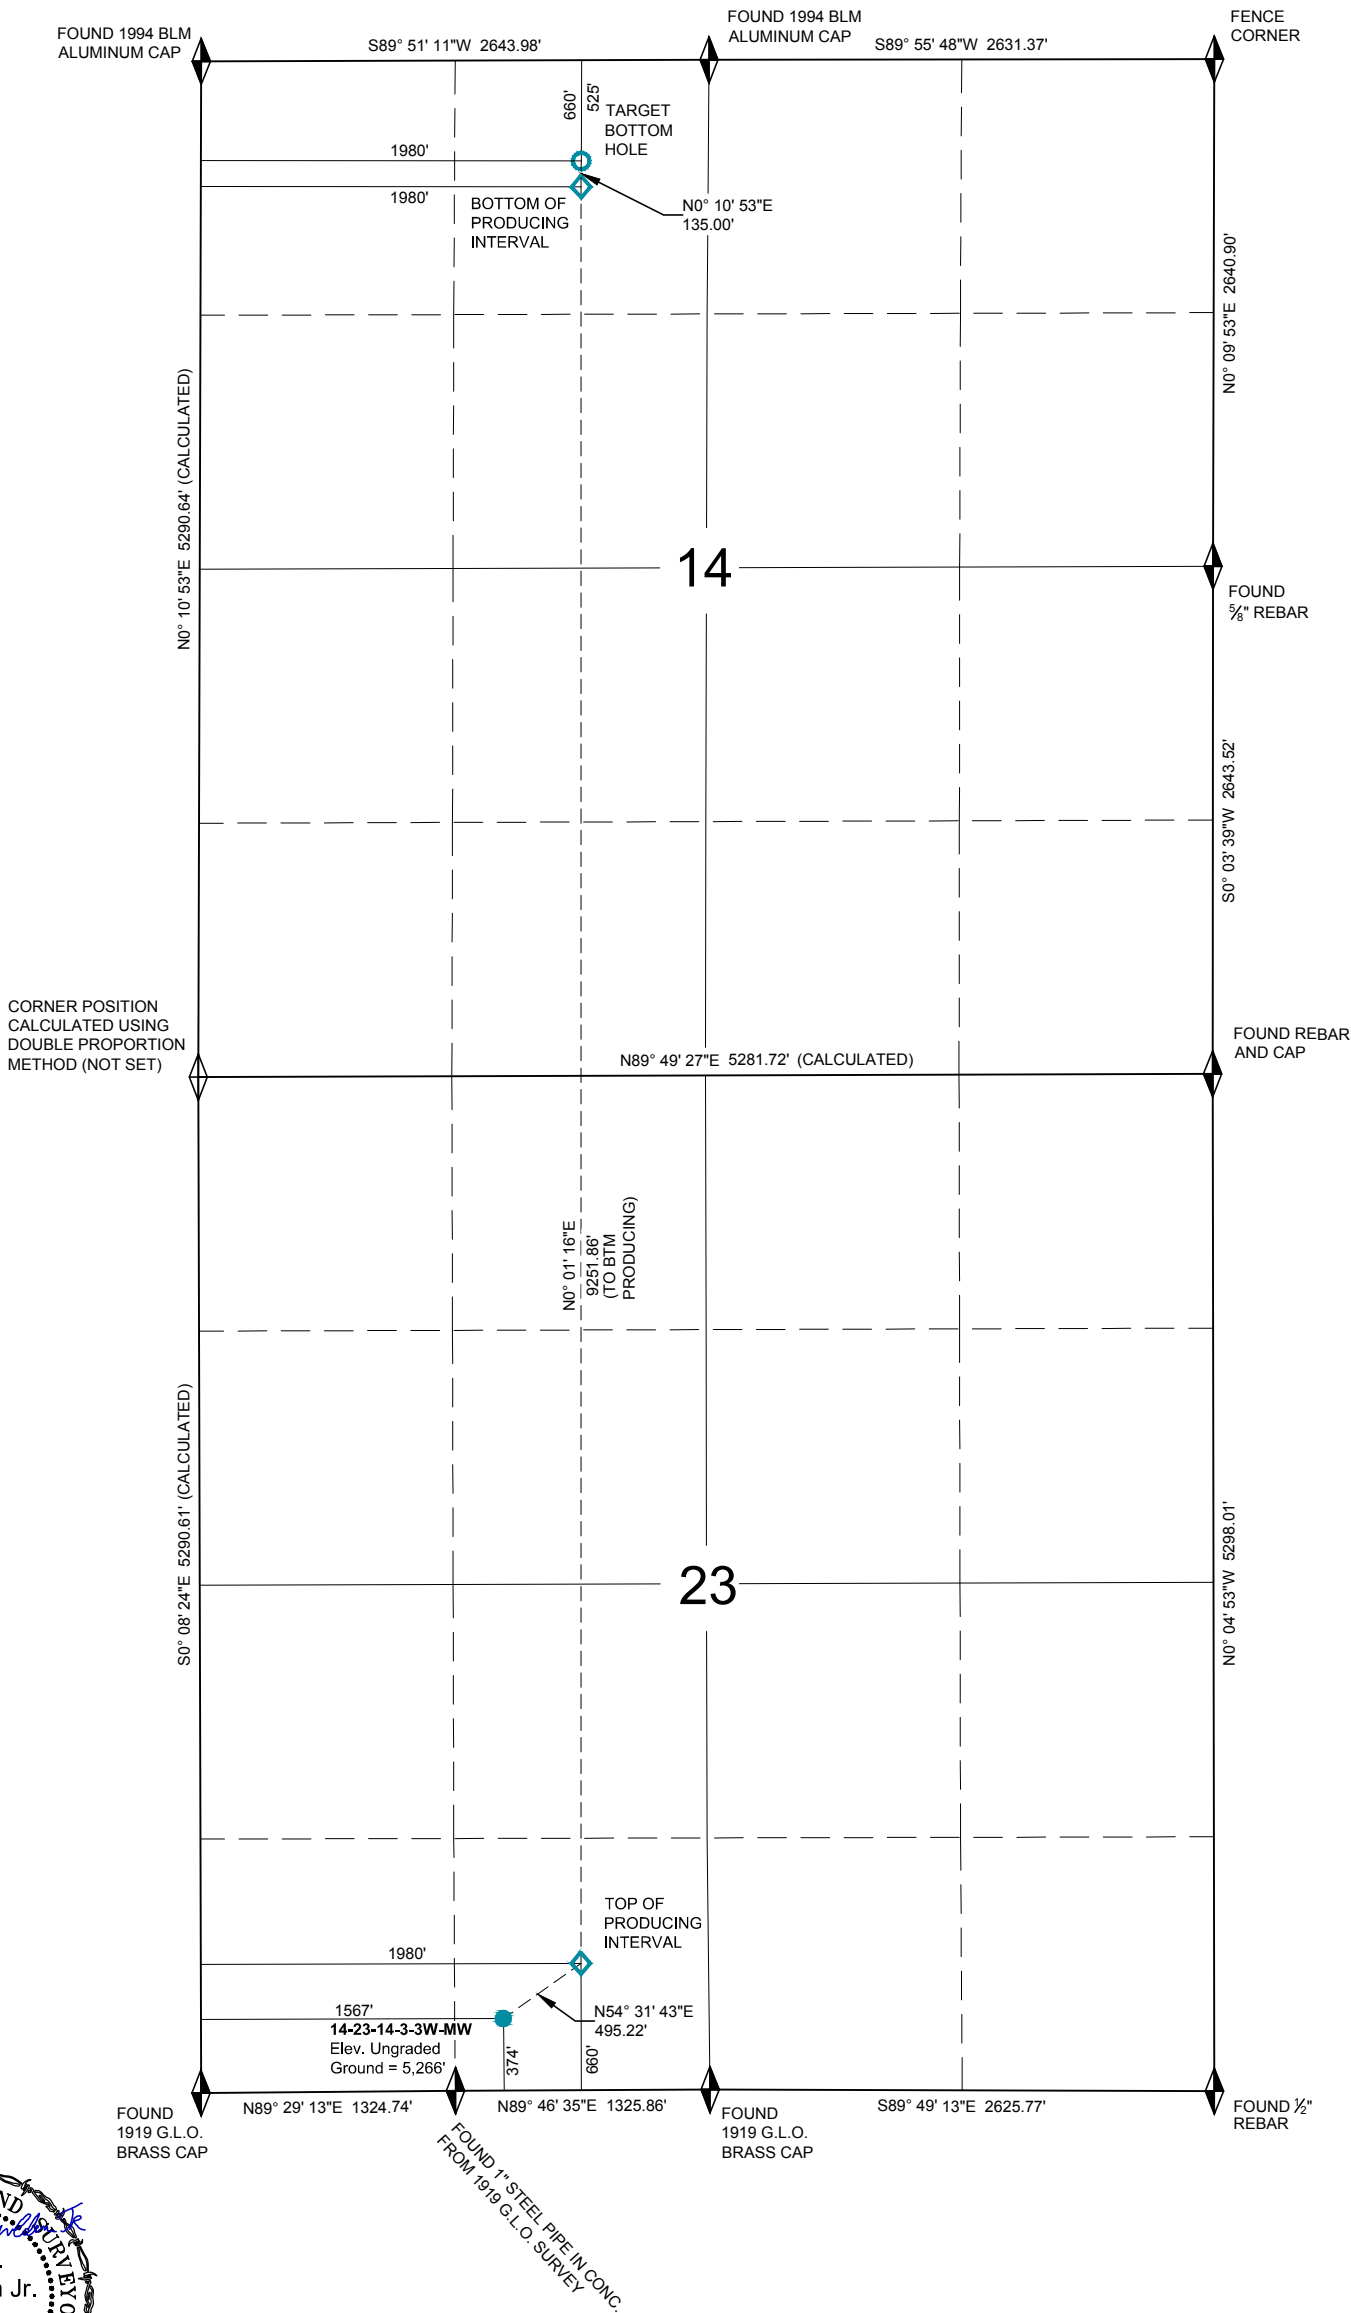 FOUND 1994 BLM
ALUMINUM CAP
S89° 51' 11"W 2643.98'
FOUND 1994 BLM
ALUMINUM CAP
S89° 55' 48"W 2631.37'
FENCE
CORNER
660'
525'
TARGET
BOTTOM
HOLE
1980'
1980'
BOTTOM OF
PRODUCING
INTERVAL
N0° 10' 53"E
135.00'
N0° 09' 53"E 2640.90'
N0° 10' 53"E 5290.64' (CALCULATED)
14
FOUND
⅝" REBAR
S0° 03' 39"W 2643.52'
CORNER POSITION
CALCULATED USING
DOUBLE PROPORTION
METHOD (NOT SET)
N89° 49' 27"E 5281.72' (CALCULATED)
FOUND REBAR
AND CAP
N0° 01' 16"E
9251.86'
(TO BTM
PRODUCING)
S0° 08' 24"E 5290.61' (CALCULATED)
23
N0° 04' 53"W 5298.01'
TOP OF
PRODUCING
INTERVAL
1980'
1567'
14-23-14-3-3W-MW
Elev. Ungraded
Ground = 5,266'
N54° 31' 43"E
495.22'
374'
660'
FOUND
1919 G.L.O.
BRASS CAP
N89° 29' 13"E 1324.74'
N89° 46' 35"E 1325.86'
FOUND
1919 G.L.O.
BRASS CAP
S89° 49' 13"E 2625.77'
FOUND ½"
REBAR
FOUND 1" STEEL PIPE IN CONC.
FROM 1919 G.L.O. SURVEY
Jr.